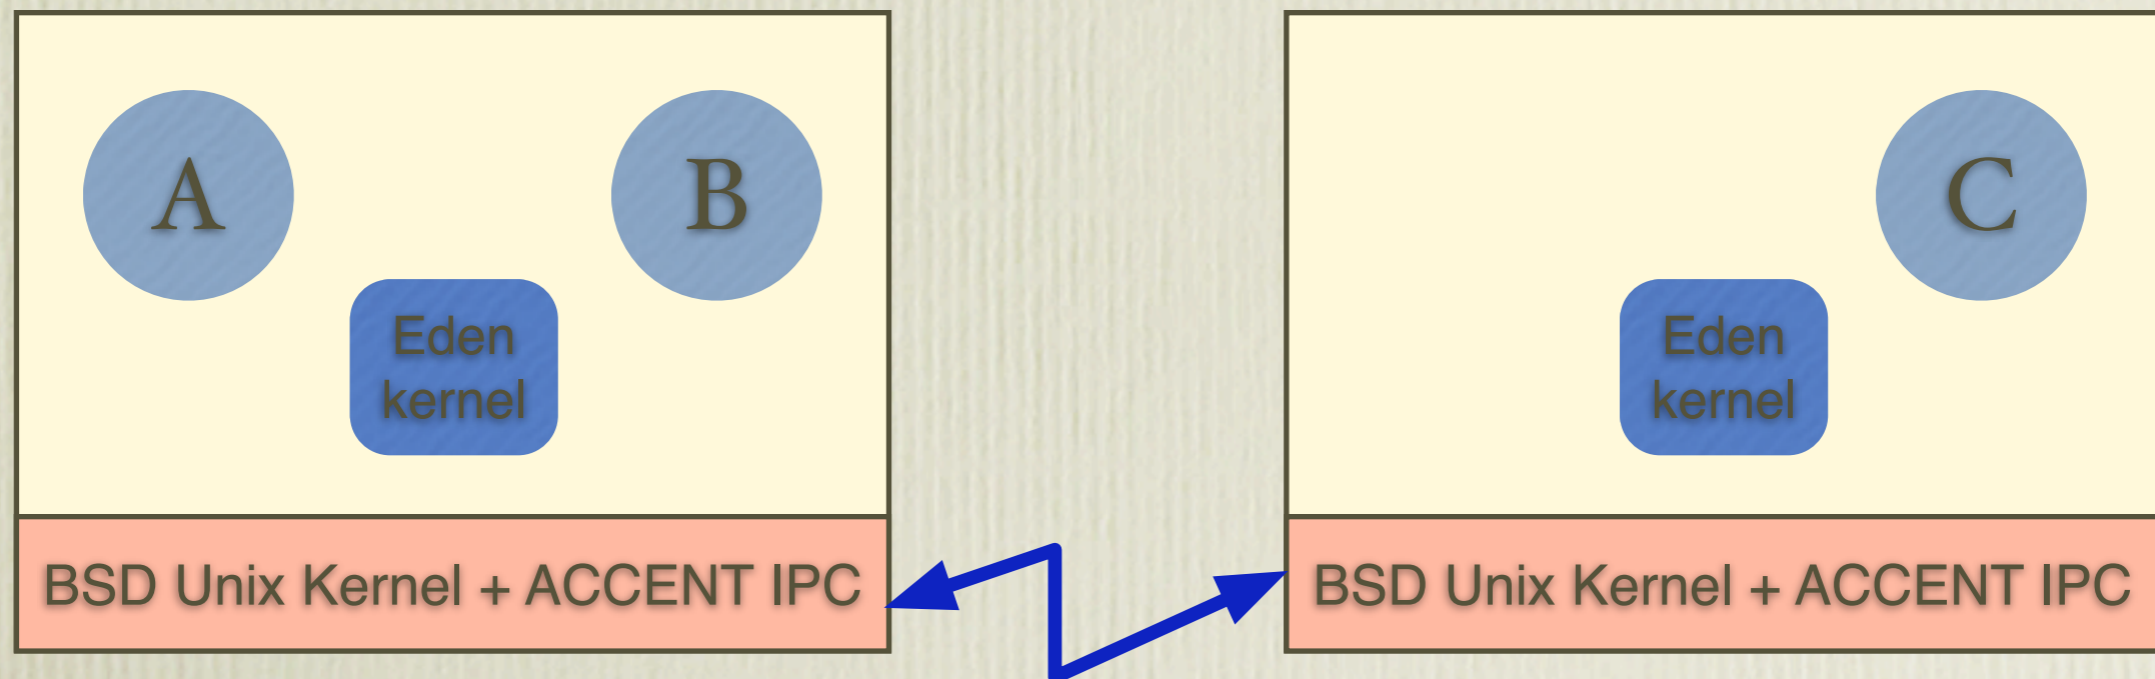 A
B
Eden
kernel
BSD Unix Kernel + ACCENT IPC
C
Eden
kernel
BSD Unix Kernel + ACCENT IPC